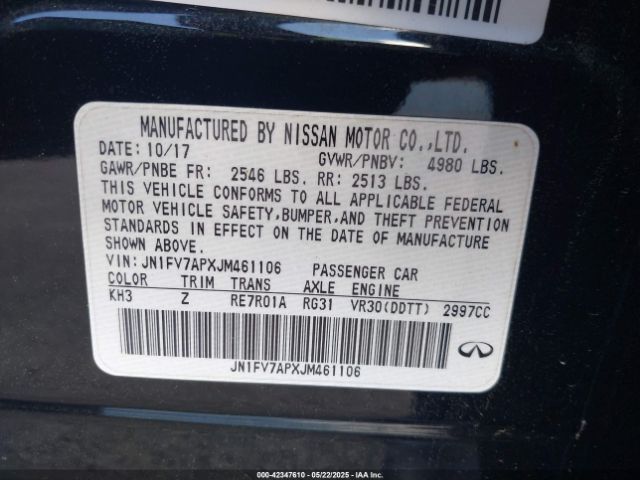 MANUFACTURED BY NISSAN MOTOR CO.,LTD.
DATE: 10/17 GVWR/PNBV: 4980 LBS.
GAWR/PNBE FR: 2546 LBS. RR: 2513 LBS.
THIS VEHICLE CONFORMS TO ALL APPLICABLE FEDERAL
MOTOR VEHICLE SAFETY,BUMPER,AND THEFT PREVENTION
STANDARDS IN EFFECT ON THE DATE OF MANUFACTURE
SHOWN ABOVE.
VIN: JN1FV7APXJM461106 PASSENGER CAR
COLOR TRIM TRANS AXLE ENGINE
KH3 Z RE7R01A RG31 VR30(DDTT) 2997CC
JN1FV7APXJM461106
00-42347610 - 05/22/2025 - IAA Inc.